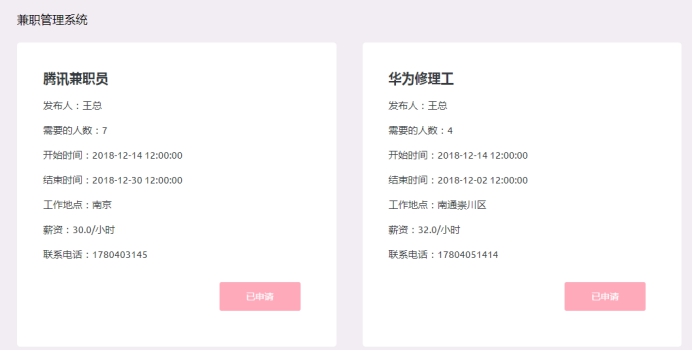 兼职管理系统
腾讯兼职员
发布人：王总
需要的人数：7
开始时间：2018-12-14 12:00:00
结束时间：2018-12-30 12:00:00
工作地点：南京
薪资：30.0/小时
联系电话：1780403145
已申请
华为修理工
发布人：王总
需要的人数：4
开始时间：2018-12-14 12:00:00
结束时间：2018-12-02 12:00:00
工作地点：南通崇川区
薪资：32.0/小时
联系电话：17804051414
已申请